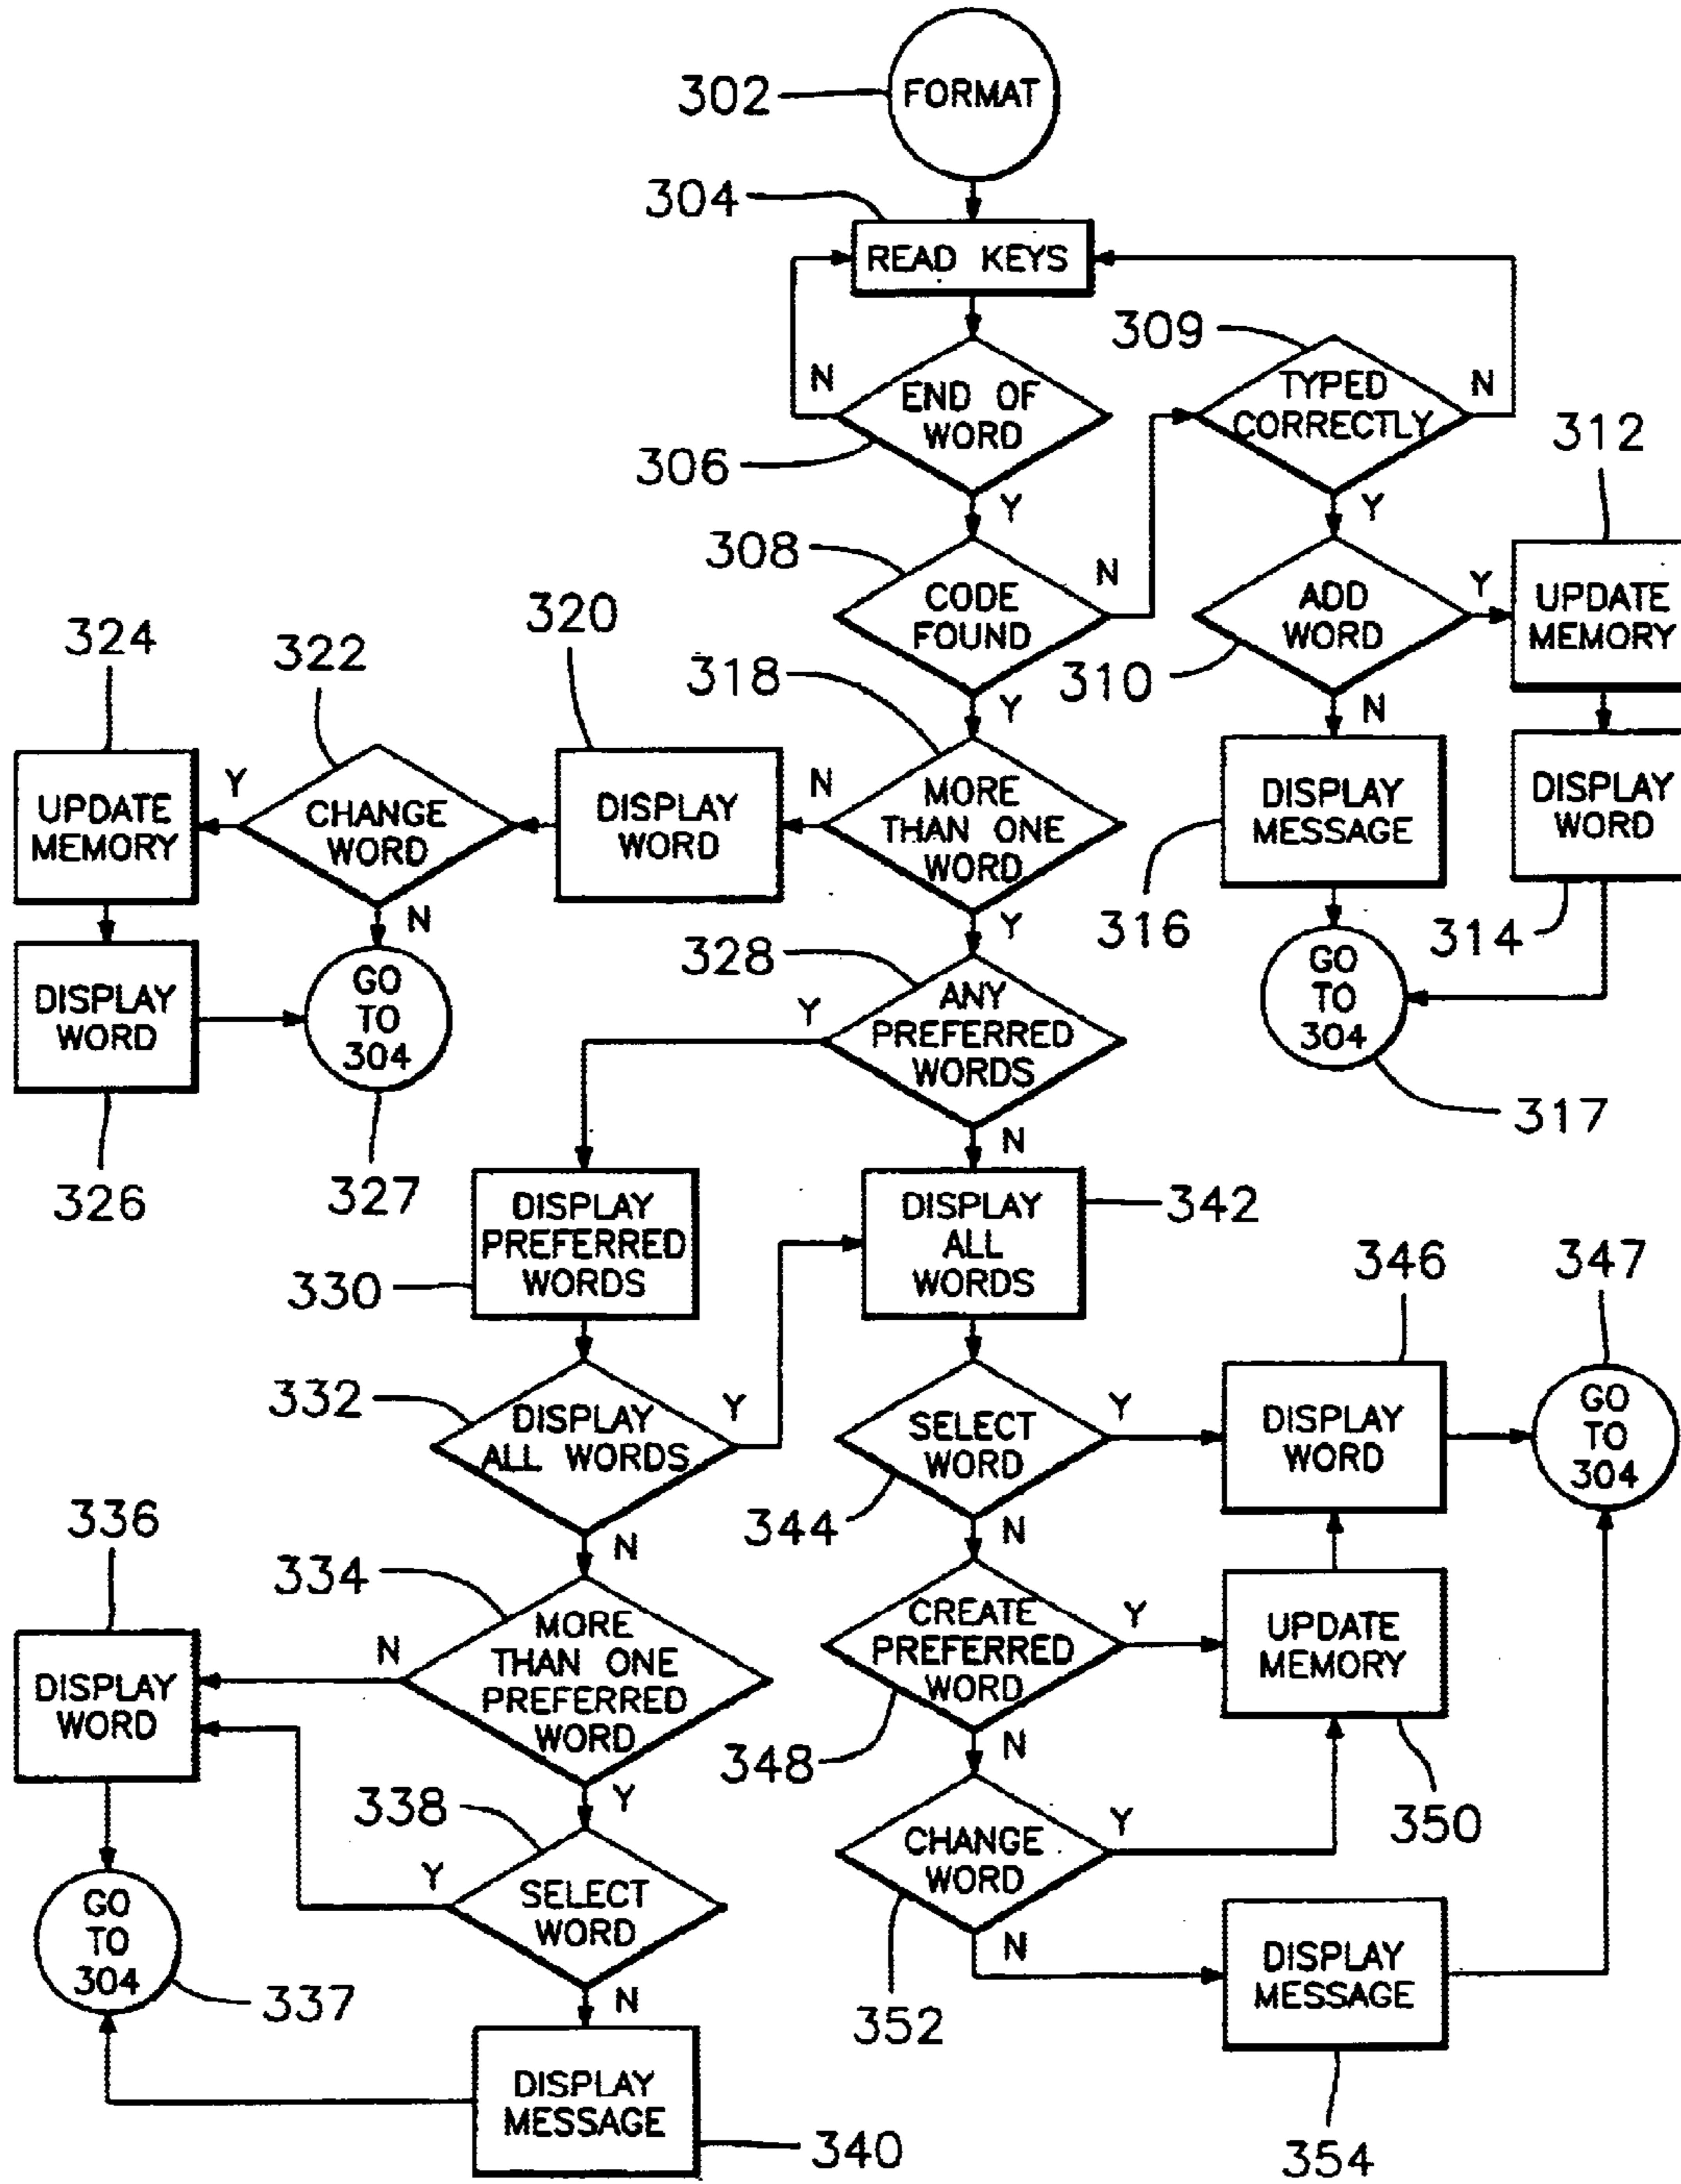 302
FORMAT
304
READ KEYS
309
N
END OF
WORD
TYPED
CORRECTLY
N
306
312
Y
Y
308
N
CODE
FOUND
ADD
WORD
Y
UPDATE
MEMORY
324
322
320
318
310
Y
N
Y
UPDATE
MEMORY
CHANGE
WORD
DISPLAY
WORD
N
MORE
THAN ONE
WORD
DISPLAY
MESSAGE
DISPLAY
WORD
N
Y
316
314
328
DISPLAY
WORD
GO
TO
304
Y
ANY
PREFERRED
WORDS
GO
TO
304
317
326
327
N
DISPLAY
PREFERRED
WORDS
DISPLAY
ALL
WORDS
342
330
346
347
332
DISPLAY
ALL WORDS
Y
SELECT
WORD
Y
DISPLAY
WORD
GO
TO
304
336
344
N
N
334
MORE
THAN ONE
PREFERRED
WORD
N
CREATE
PREFERRED
WORD
Y
UPDATE
MEMORY
DISPLAY
WORD
348
N
350
338
Y
CHANGE
WORD
Y
Y
SELECT
WORD
GO
TO
304
337
N
352
N
DISPLAY
MESSAGE
DISPLAY
MESSAGE
340
354